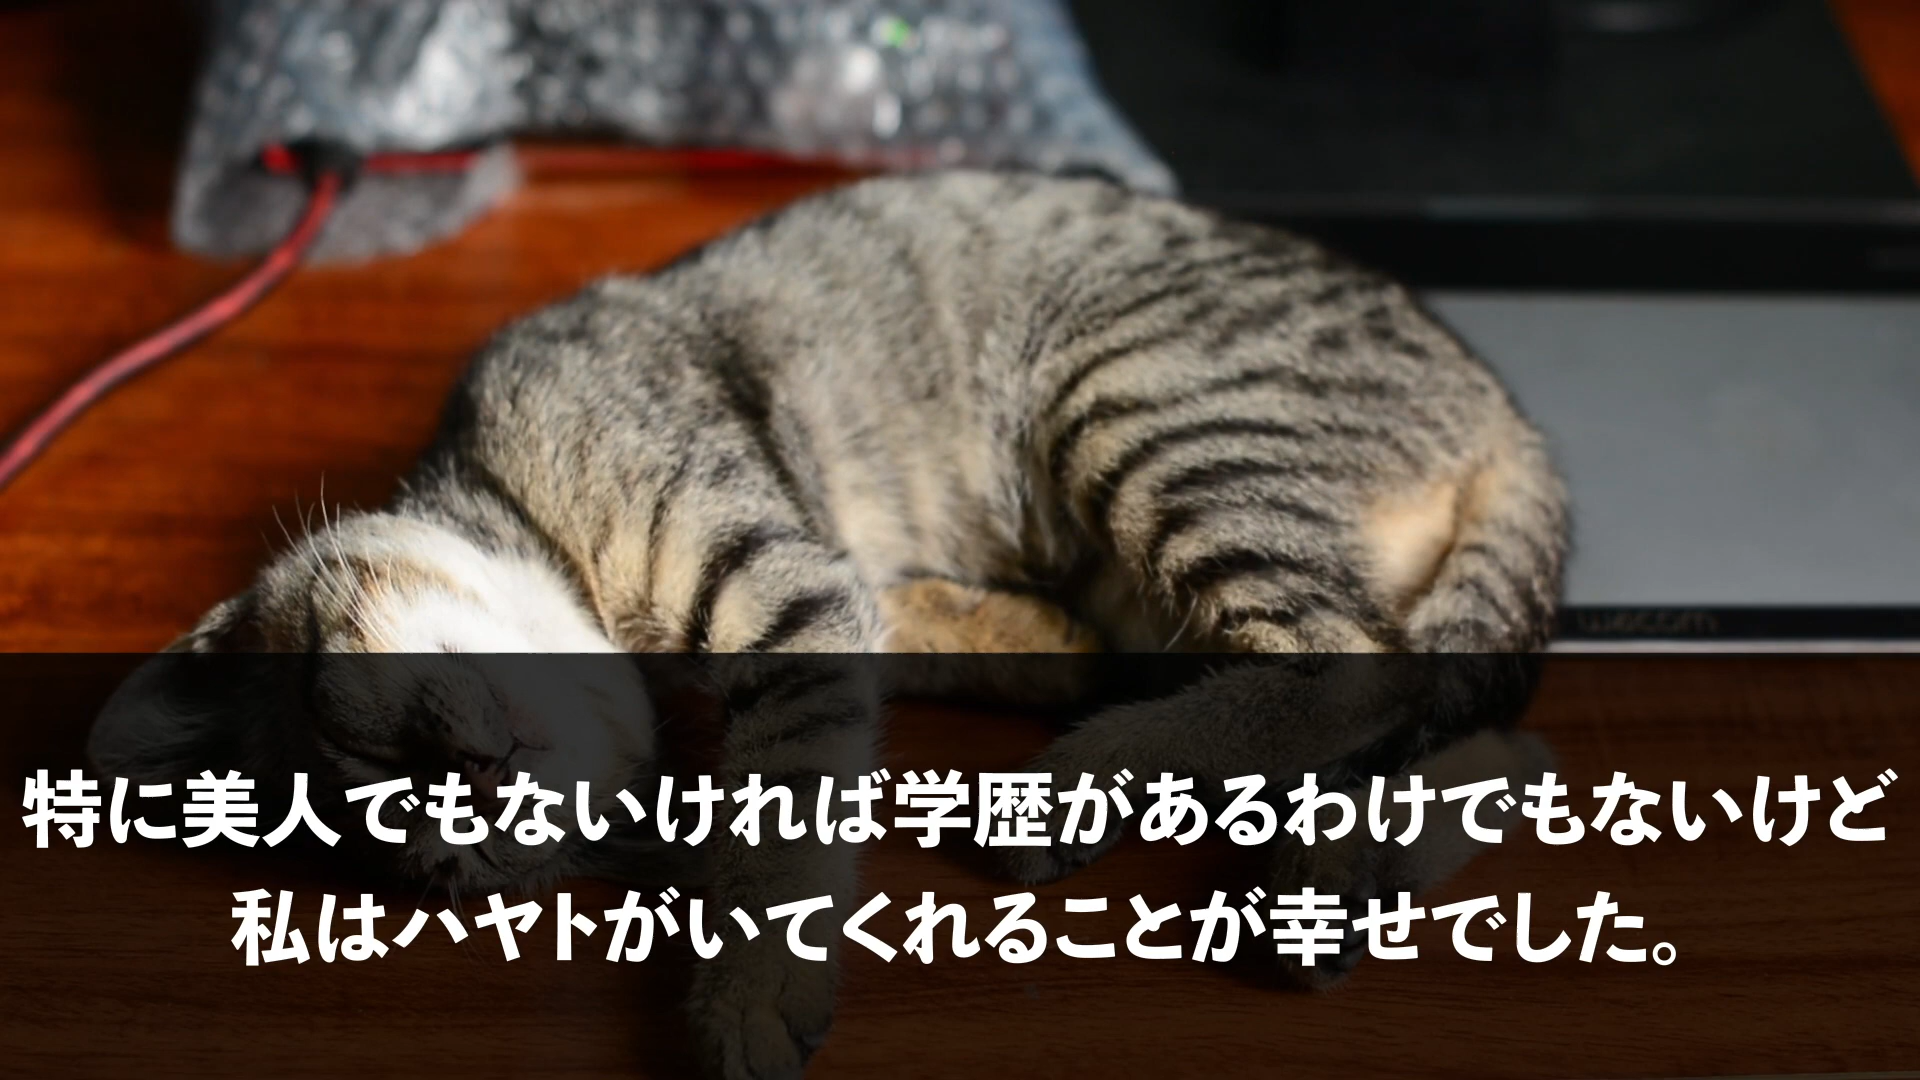 wacom
特に美人でもないければ学歴があるわけでもないけど
私はハヤトがいてくれることが幸せでした。